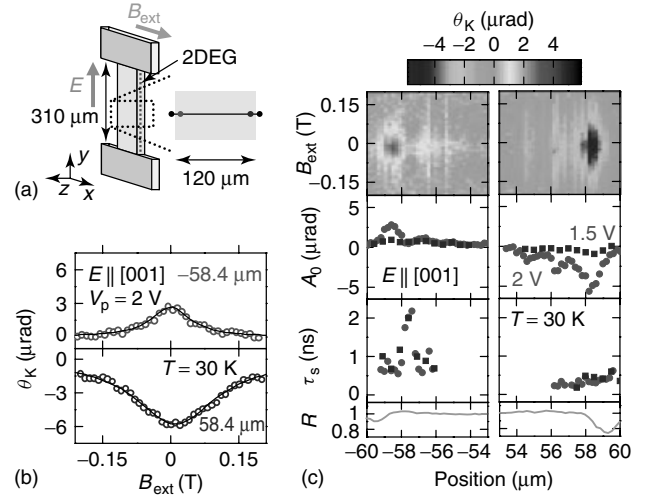 B_ext
2DEG
E
310 μm
120 μm
y
z
x
(a)
E || [001]
−58.4 μm
V_p = 2 V
6
3
0
T = 30 K
0
−3
−6
58.4 μm
θ_K (μrad)
−0.15
0
0.15
B_ext (T)
(b)
θ_K (μrad)
−4
−2
0
2
4
0.15
0.00
−0.15
B_ext (T)
5
0
−5
A_0 (μrad)
E || [001]
1.5 V
2 V
2
1
0
τ_s (ns)
T = 30 K
1
0.8
R
−60
−58
−56
−54
54
56
58
60
Position (μm)
(c)